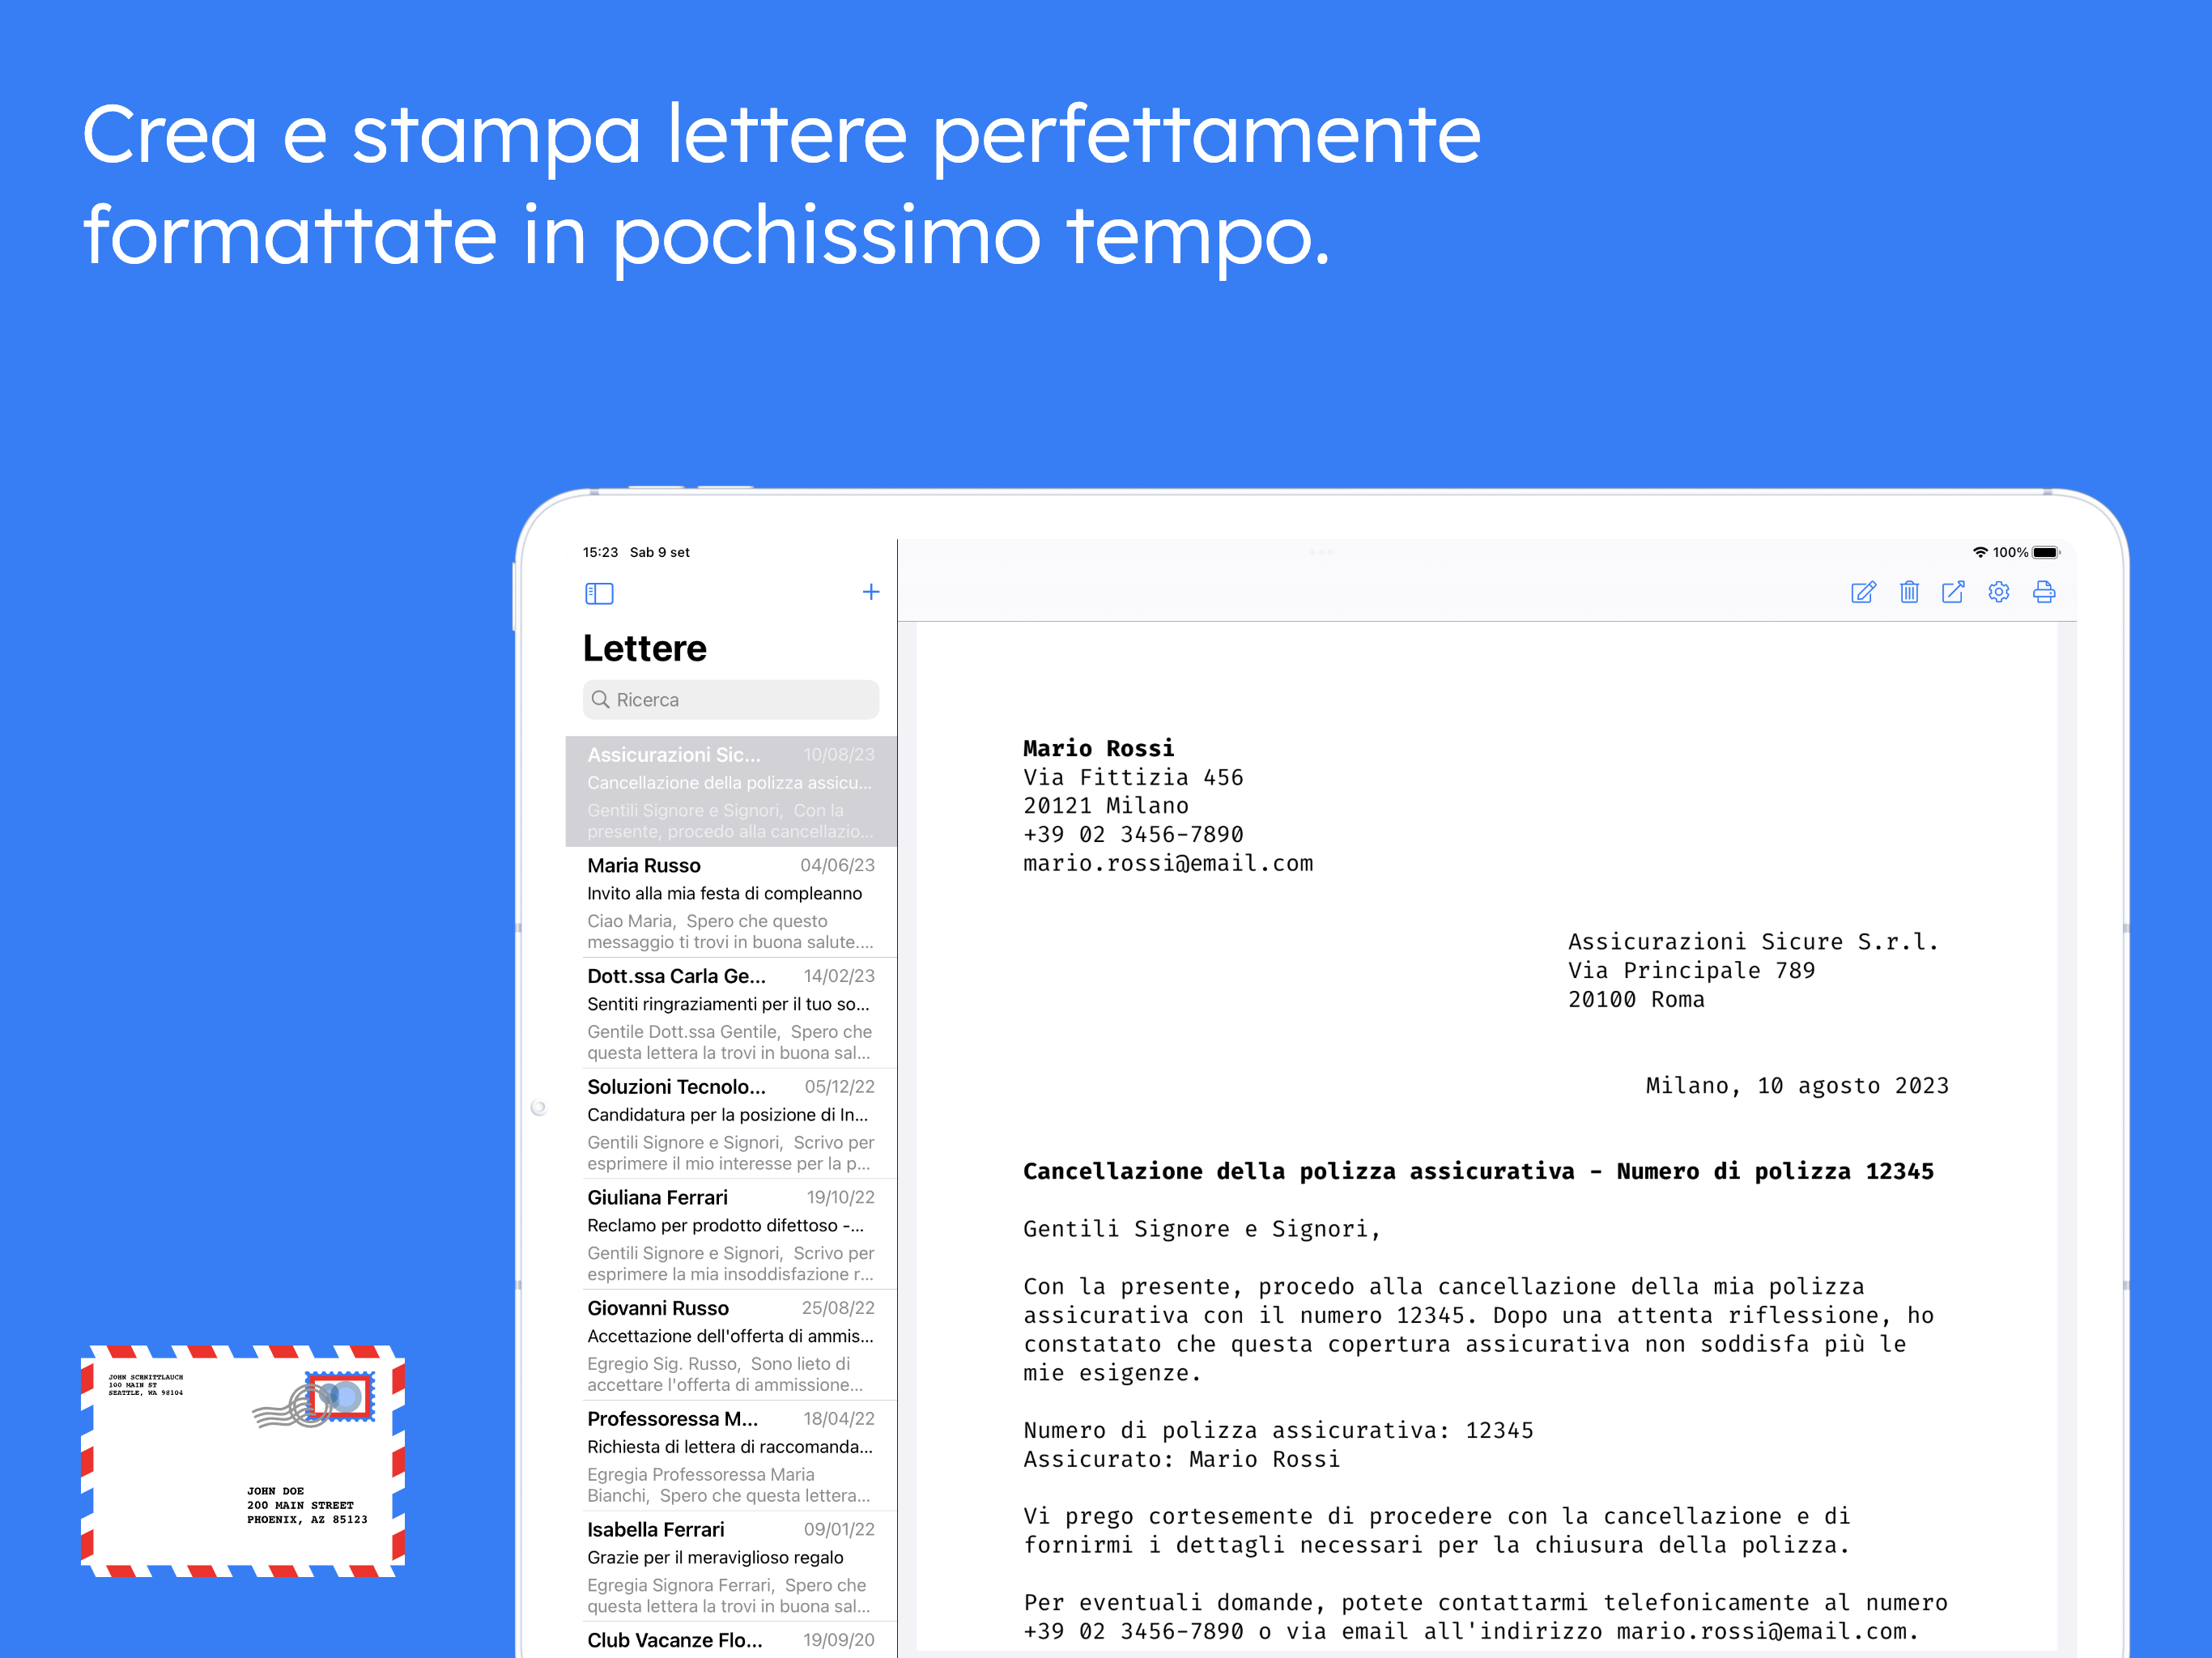 Crea e stampa lettere perfettamente
formattate in pochissimo tempo.
15:23 Sab 9 set
100%
Lettere
Ricerca
Assicurazioni Sic... 10/08/23
Cancellazione della polizza assicu...
Gentili Signore e Signori, Con la
presente, procedo alla cancellazio...
Maria Russo 04/06/23
Invito alla mia festa di compleanno
Ciao Maria, Spero che questo
messaggio ti trovi in buona salute....
Dott.ssa Carla Ge... 14/02/23
Sentiti ringraziamenti per il tuo so...
Gentile Dott.ssa Gentile, Spero che
questa lettera la trovi in buona sal...
Soluzioni Tecnolo... 05/12/22
Candidatura per la posizione di In...
Gentili Signore e Signori, Scrivo per
esprimere il mio interesse per la p...
Giuliana Ferrari 19/10/22
Reclamo per prodotto difettoso -...
Gentili Signore e Signori, Scrivo per
esprimere la mia insoddisfazione r...
Giovanni Russo 25/08/22
Accettazione dell'offerta di ammis...
Egregio Sig. Russo, Sono lieto di
accettare l'offerta di ammissione...
Professoressa M... 18/04/22
Richiesta di lettera di raccomanda...
Egregia Professoressa Maria
Bianchi, Spero che questa lettera...
Isabella Ferrari 09/01/22
Grazie per il meraviglioso regalo
Egregia Signora Ferrari, Spero che
questa lettera la trovi in buona sal...
Club Vacanze Flo... 19/09/20
Mario Rossi
Via Fittizia 456
20121 Milano
+39 02 3456-7890
mario.rossi@email.com
Assicurazioni Sicure S.r.l.
Via Principale 789
20100 Roma
Milano, 10 agosto 2023
Cancellazione della polizza assicurativa - Numero di polizza 12345
Gentili Signore e Signori,
Con la presente, procedo alla cancellazione della mia polizza
assicurativa con il numero 12345. Dopo una attenta riflessione, ho
constatato che questa copertura assicurativa non soddisfa più le
mie esigenze.
Numero di polizza assicurativa: 12345
Assicurato: Mario Rossi
Vi prego cortesemente di procedere con la cancellazione e di
fornirmi i dettagli necessari per la chiusura della polizza.
Per eventuali domande, potete contattarmi telefonicamente al numero
+39 02 3456-7890 o via email all'indirizzo mario.rossi@email.com.
JOHN SCHNITTLAUCH
100 MAIN ST
SEATTLE, WA 98104
JOHN DOE
200 MAIN STREET
PHOENIX, AZ 85123